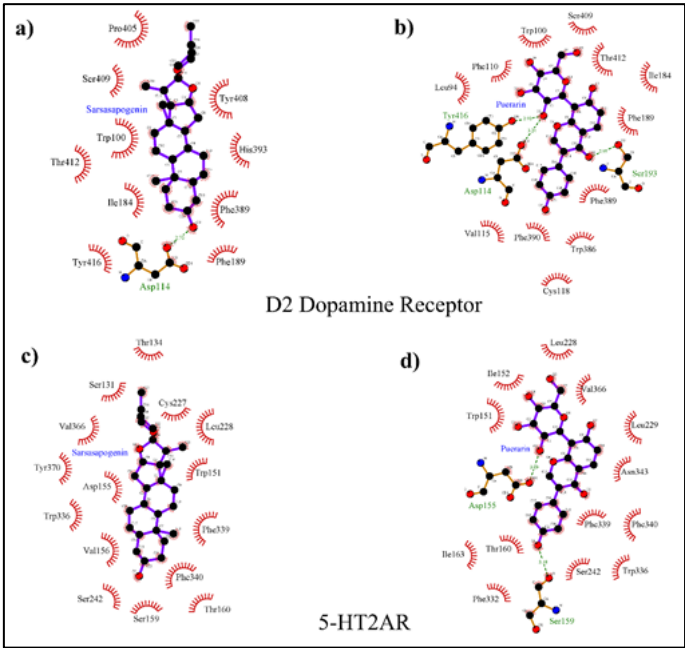 a)
Pro405
Ser409
Sarsasapogenin
Tyr408
Trp100
His393
Thr412
Ile184
Phe389
Tyr416
Phe189
Asp114
b)
Ser409
Trp100
Thr412
Phe110
Ile184
Leu94
Puerarin
Tyr416
Phe189
Asp114
Ser193
Phe389
Val115
Phe390
Trp386
Cys118
D2 Dopamine Receptor
c)
Thr134
Ser131
Cys227
Val366
Leu228
Sarsasapogenin
Tyr370
Trp151
Asp155
Trp336
Phe339
Val156
Phe340
Ser242
Thr160
Ser159
d)
Leu228
Ile152
Val366
Trp151
Leu229
Puerarin
Asn343
Asp155
Phe339
Phe340
Ile163
Thr160
Ser242
Trp336
Phe332
Ser159
5-HT2AR